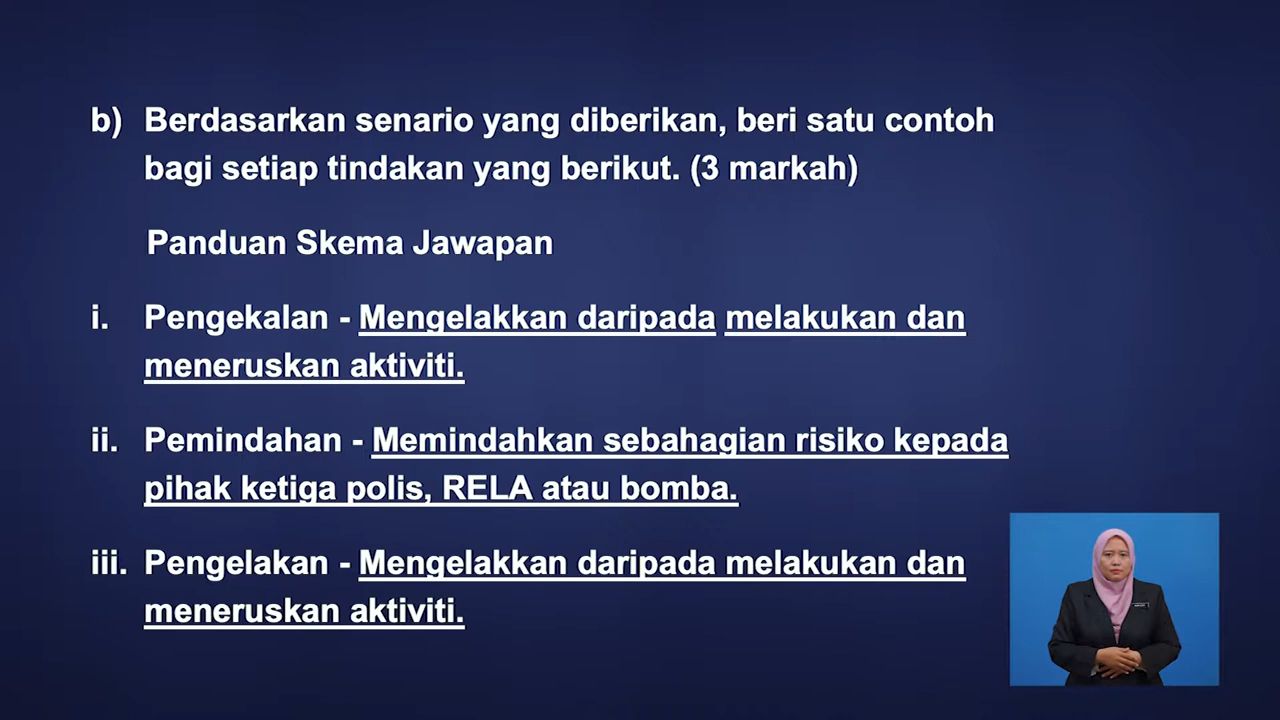 b) Berdasarkan senario yang diberikan, beri satu contoh
bagi setiap tindakan yang berikut. (3 markah)
Panduan Skema Jawapan
i. Pengekalan - Mengelakkan daripada melakukan dan
meneruskan aktiviti.
ii. Pemindahan - Memindahkan sebahagian risiko kepada
pihak ketiga polis, RELA atau bomba.
iii. Pengelakan - Mengelakkan daripada melakukan dan
meneruskan aktiviti.